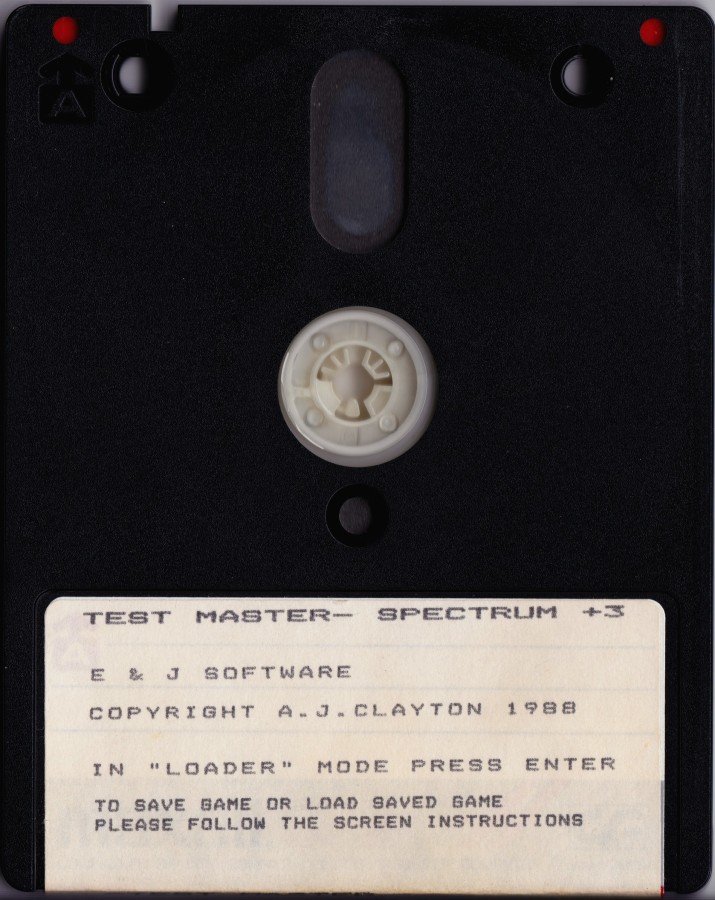 A
TEST MASTER- SPECTRUM +3
E & J SOFTWARE
COPYRIGHT A.J.CLAYTON 1988
IN "LOADER" MODE PRESS ENTER
TO SAVE GAME OR LOAD SAVED GAME
PLEASE FOLLOW THE SCREEN INSTRUCTIONS